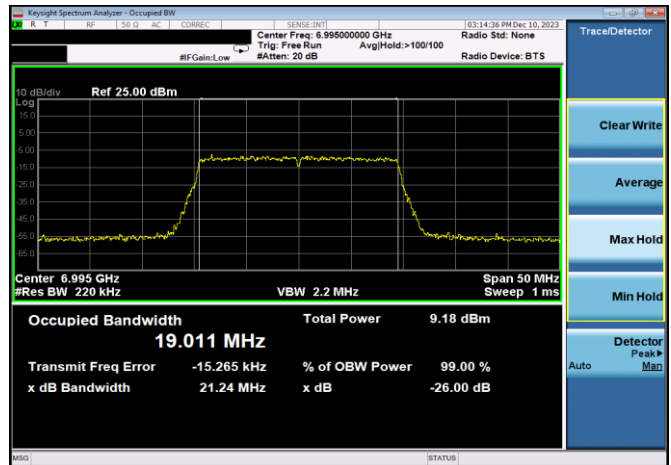 Keysight Spectrum Analyzer - Occupied BW
R T RF 50 Ω AC CORREC SENSE:INT 03:14:36 PM Dec 10, 2023
Center Freq: 6.995000000 GHz Radio Std: None
Trig: Free Run Avg|Hold:>100/100
#IFGain:Low #Atten: 20 dB Radio Device: BTS
10 dB/div Ref 25.00 dBm
Log
15.0
5.00
-5.00
-15.0
-25.0
-35.0
-45.0
-55.0
-65.0
Center 6.995 GHz Span 50 MHz
#Res BW 220 kHz VBW 2.2 MHz Sweep 1 ms
Occupied Bandwidth Total Power 9.18 dBm
19.011 MHz
Transmit Freq Error -15.265 kHz % of OBW Power 99.00 %
x dB Bandwidth 21.24 MHz x dB -26.00 dB
MSG STATUS
Trace/Detector
Clear Write
Average
Max Hold
Min Hold
Detector
Peak▶
Auto Man